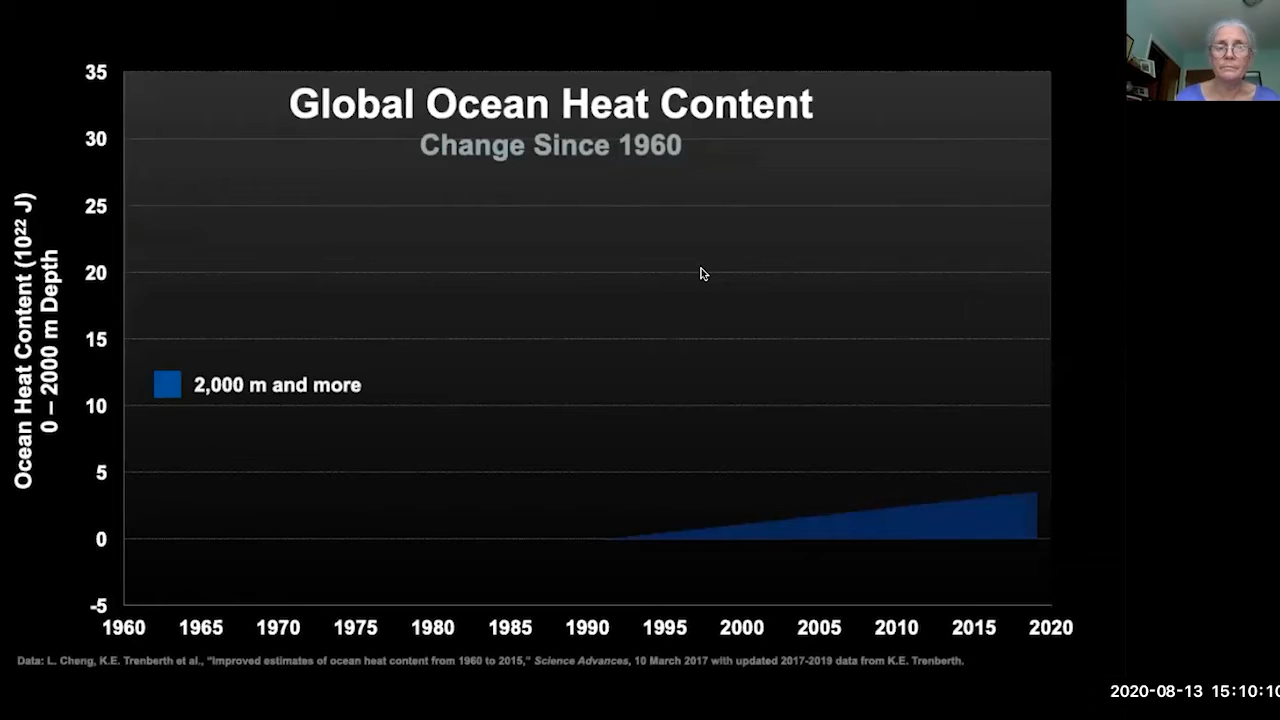 Global Ocean Heat Content
Change Since 1960
35
30
25
20
15
10
5
0
-5
Ocean Heat Content (10²² J)
0 – 2000 m Depth
2,000 m and more
1960 1965 1970 1975 1980 1985 1990 1995 2000 2005 2010 2015 2020
Data: L. Cheng, K.E. Trenberth et al., "Improved estimates of ocean heat content from 1960 to 2015," Science Advances, 10 March 2017 with updated 2017-2019 data from K.E. Trenberth.
2020-08-13 15:10:10